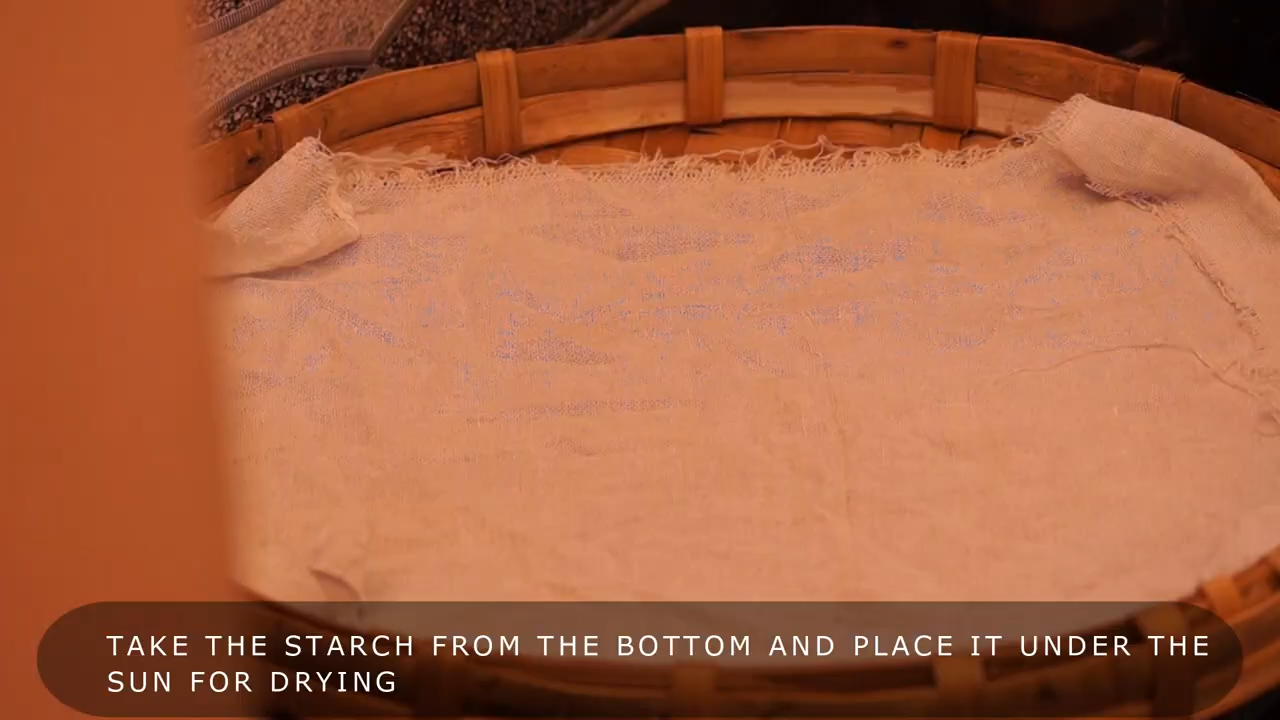 TAKE THE STARCH FROM THE BOTTOM AND PLACE IT UNDER THE
SUN FOR DRYING